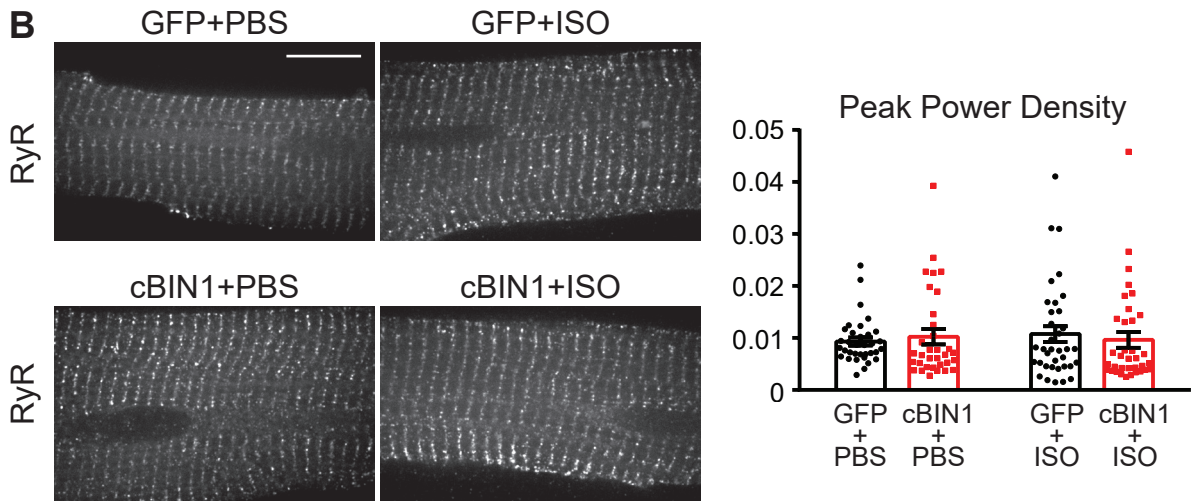 B
GFP+PBS
GFP+ISO
RyR
cBIN1+PBS
cBIN1+ISO
RyR
Peak Power Density
0.05
0.04
0.03
0.02
0.01
0
GFP
+
PBS
cBIN1
+
PBS
GFP
+
ISO
cBIN1
+
ISO